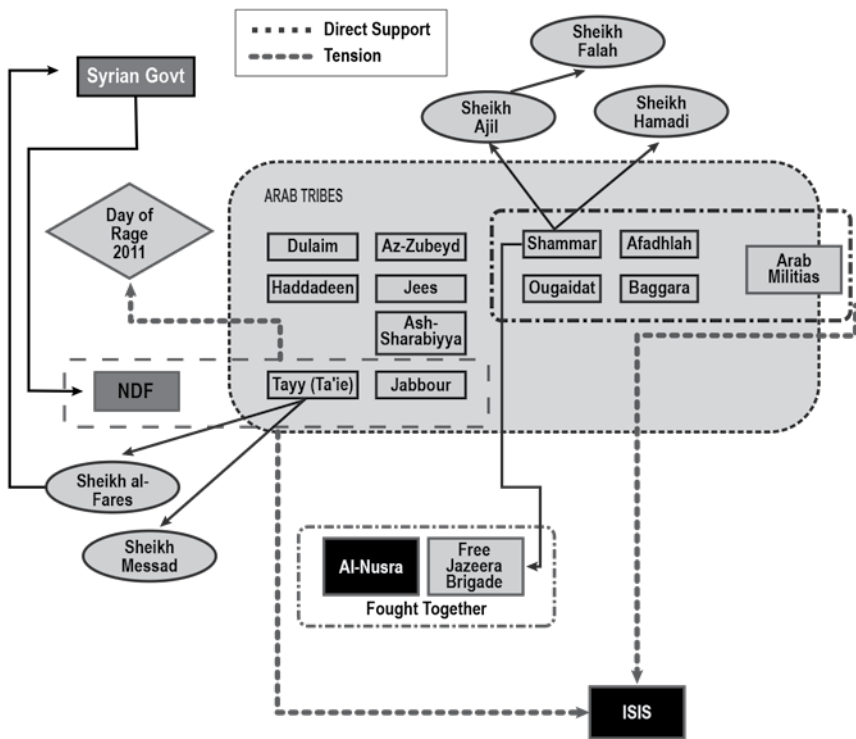 Direct Support
Tension
Syrian Govt
Sheikh
Falah
Sheikh
Ajil
Sheikh
Hamadi
Day of
Rage
2011
ARAB TRIBES
Dulaim
Az-Zubeyd
Shammar
Afadhlah
Arab
Militias
Haddadeen
Jees
Ougaidat
Baggara
Ash-
Sharabiyya
NDF
Tayy (Ta'ie)
Jabbour
Sheikh al-
Fares
Sheikh
Messad
Al-Nusra
Free
Jazeera
Brigade
Fought Together
ISIS